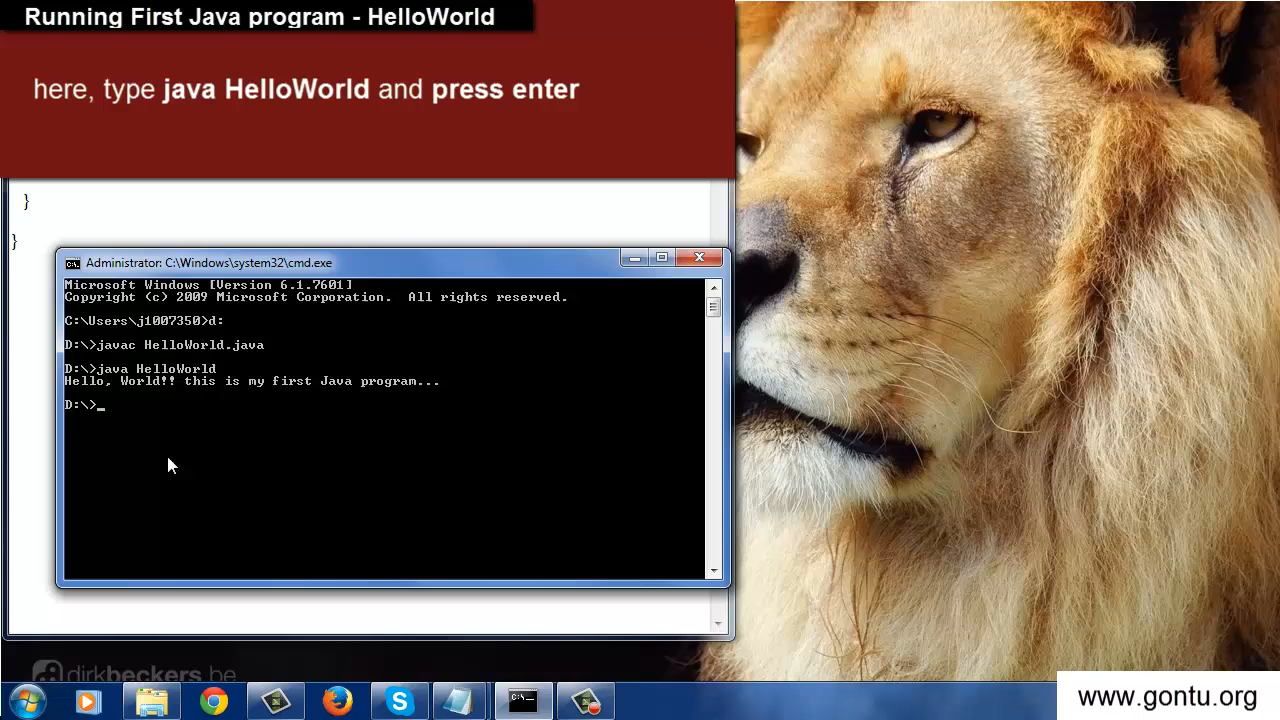 Running First Java program - HelloWorld
here, type java HelloWorld and press enter
}
}
Administrator: C:\Windows\system32\cmd.exe
Microsoft Windows [Version 6.1.7601]
Copyright (c) 2009 Microsoft Corporation.  All rights reserved.
C:\Users\j1007350>d:
D:\>javac HelloWorld.java
D:\>java HelloWorld
Hello, World!! this is my first Java program...
D:\>_
dirkbeckers.be
www.gontu.org